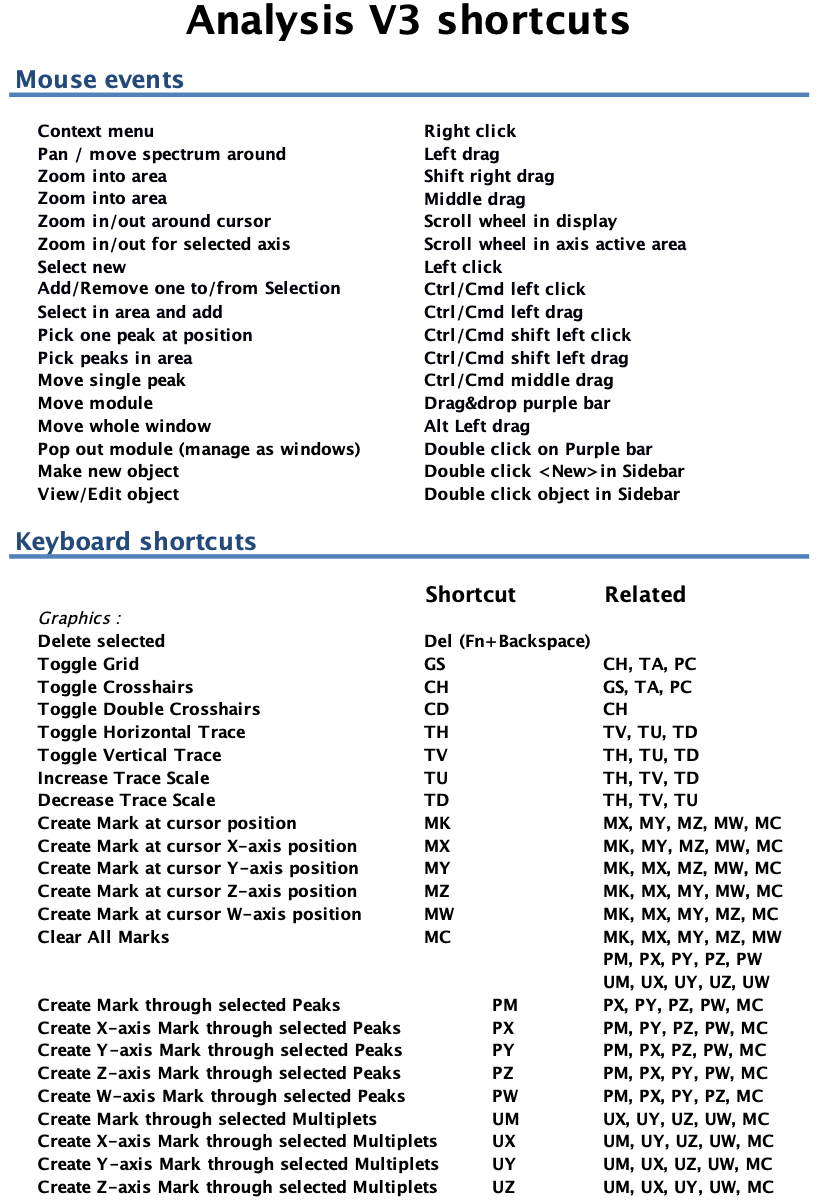 Analysis V3 shortcuts
Mouse events
Context menu Right click
Pan / move spectrum around Left drag
Zoom into area Shift right drag
Zoom into area Middle drag
Zoom in/out around cursor Scroll wheel in display
Zoom in/out for selected axis Scroll wheel in axis active area
Select new Left click
Add/Remove one to/from Selection Ctrl/Cmd left click
Select in area and add Ctrl/Cmd left drag
Pick one peak at position Ctrl/Cmd shift left click
Pick peaks in area Ctrl/Cmd shift left drag
Move single peak Ctrl/Cmd middle drag
Move module Drag&drop purple bar
Move whole window Alt Left drag
Pop out module (manage as windows) Double click on Purple bar
Make new object Double click <New>in Sidebar
View/Edit object Double click object in Sidebar
Keyboard shortcuts
Shortcut Related
Graphics :
Delete selected Del (Fn+Backspace)
Toggle Grid GS CH, TA, PC
Toggle Crosshairs CH GS, TA, PC
Toggle Double Crosshairs CD CH
Toggle Horizontal Trace TH TV, TU, TD
Toggle Vertical Trace TV TH, TU, TD
Increase Trace Scale TU TH, TV, TD
Decrease Trace Scale TD TH, TV, TU
Create Mark at cursor position MK MX, MY, MZ, MW, MC
Create Mark at cursor X-axis position MX MK, MY, MZ, MW, MC
Create Mark at cursor Y-axis position MY MK, MX, MZ, MW, MC
Create Mark at cursor Z-axis position MZ MK, MX, MY, MW, MC
Create Mark at cursor W-axis position MW MK, MX, MY, MZ, MC
Clear All Marks MC MK, MX, MY, MZ, MW
PM, PX, PY, PZ, PW
UM, UX, UY, UZ, UW
Create Mark through selected Peaks PM PX, PY, PZ, PW, MC
Create X-axis Mark through selected Peaks PX PM, PY, PZ, PW, MC
Create Y-axis Mark through selected Peaks PY PM, PX, PZ, PW, MC
Create Z-axis Mark through selected Peaks PZ PM, PX, PY, PW, MC
Create W-axis Mark through selected Peaks PW PM, PX, PY, PZ, MC
Create Mark through selected Multiplets UM UX, UY, UZ, UW, MC
Create X-axis Mark through selected Multiplets UX UM, UY, UZ, UW, MC
Create Y-axis Mark through selected Multiplets UY UM, UX, UZ, UW, MC
Create Z-axis Mark through selected Multiplets UZ UM, UX, UY, UW, MC